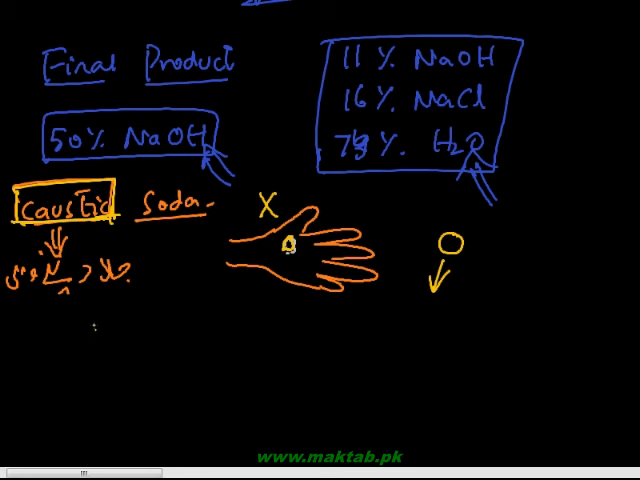 Final Product
50% NaOH
11% NaOH
16% NaCl
73% H2O
Caustic Soda
X
www.maktab.pk